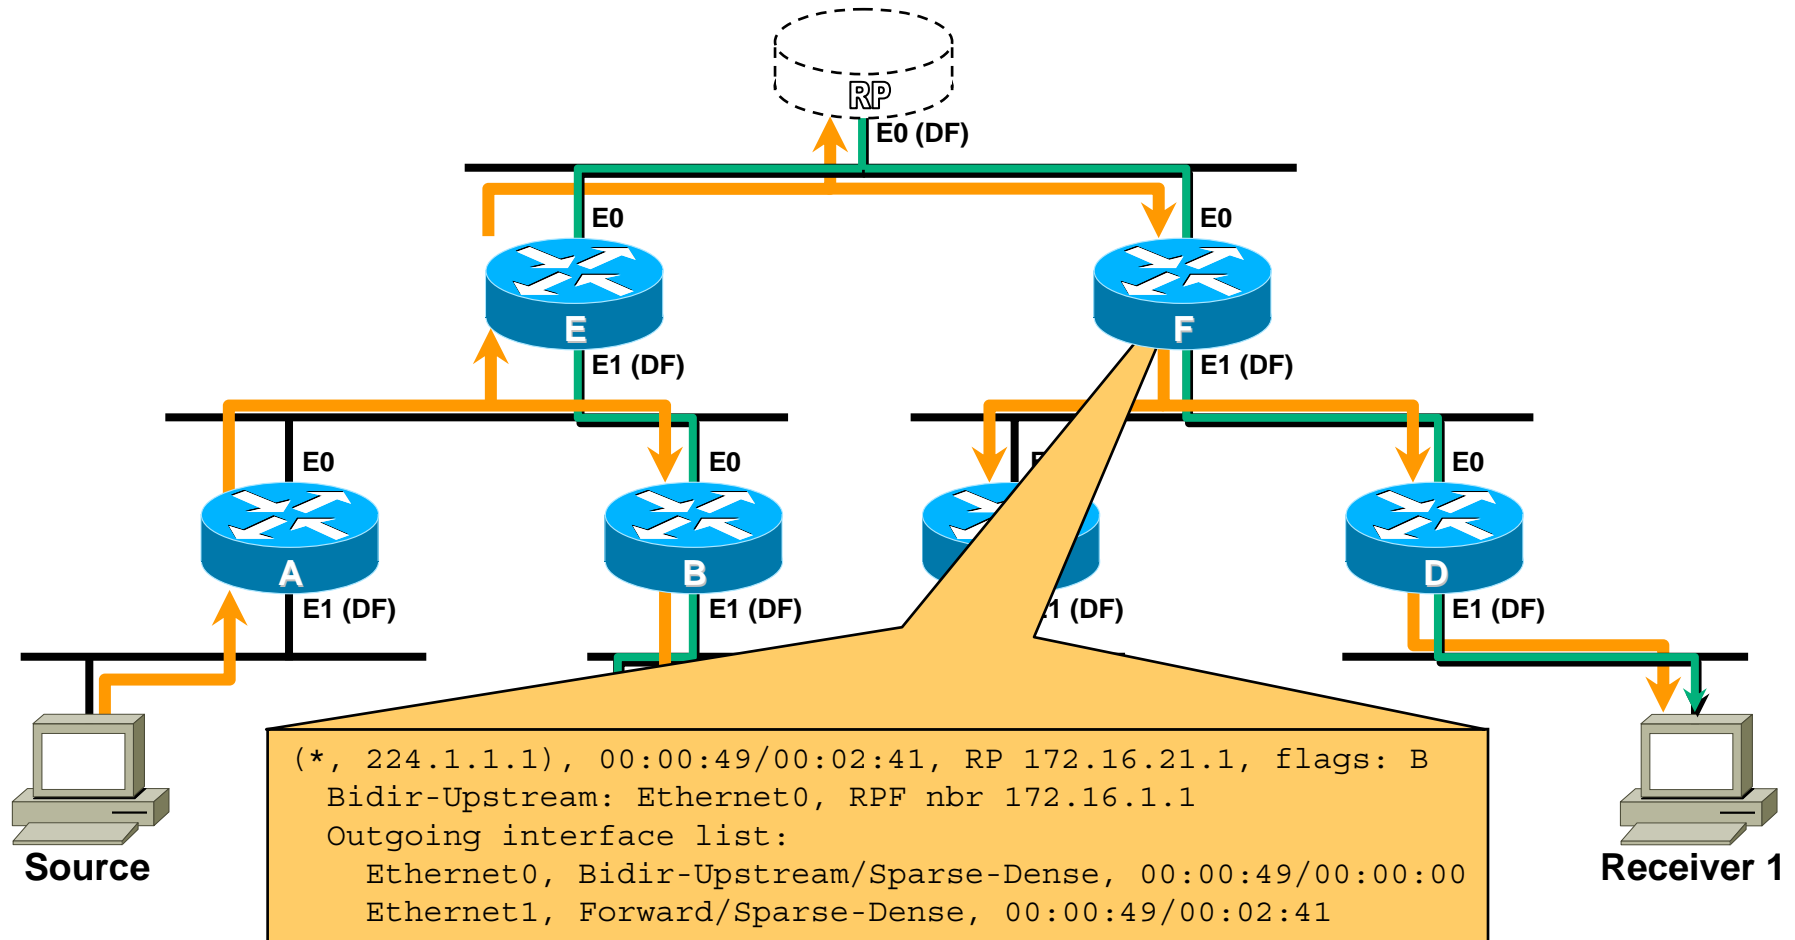 RP
E0 (DF)
E0
E0
E
F
E1 (DF)
E1 (DF)
E0
E0
E0
A
B
D
E1 (DF)
E1 (DF)
1 (DF)
E1 (DF)
(*, 224.1.1.1), 00:00:49/00:02:41, RP 172.16.21.1, flags: B
Bidir-Upstream: Ethernet0, RPF nbr 172.16.1.1
Outgoing interface list:
Ethernet0, Bidir-Upstream/Sparse-Dense, 00:00:49/00:00:00
Ethernet1, Forward/Sparse-Dense, 00:00:49/00:02:41
Source
Receiver 1